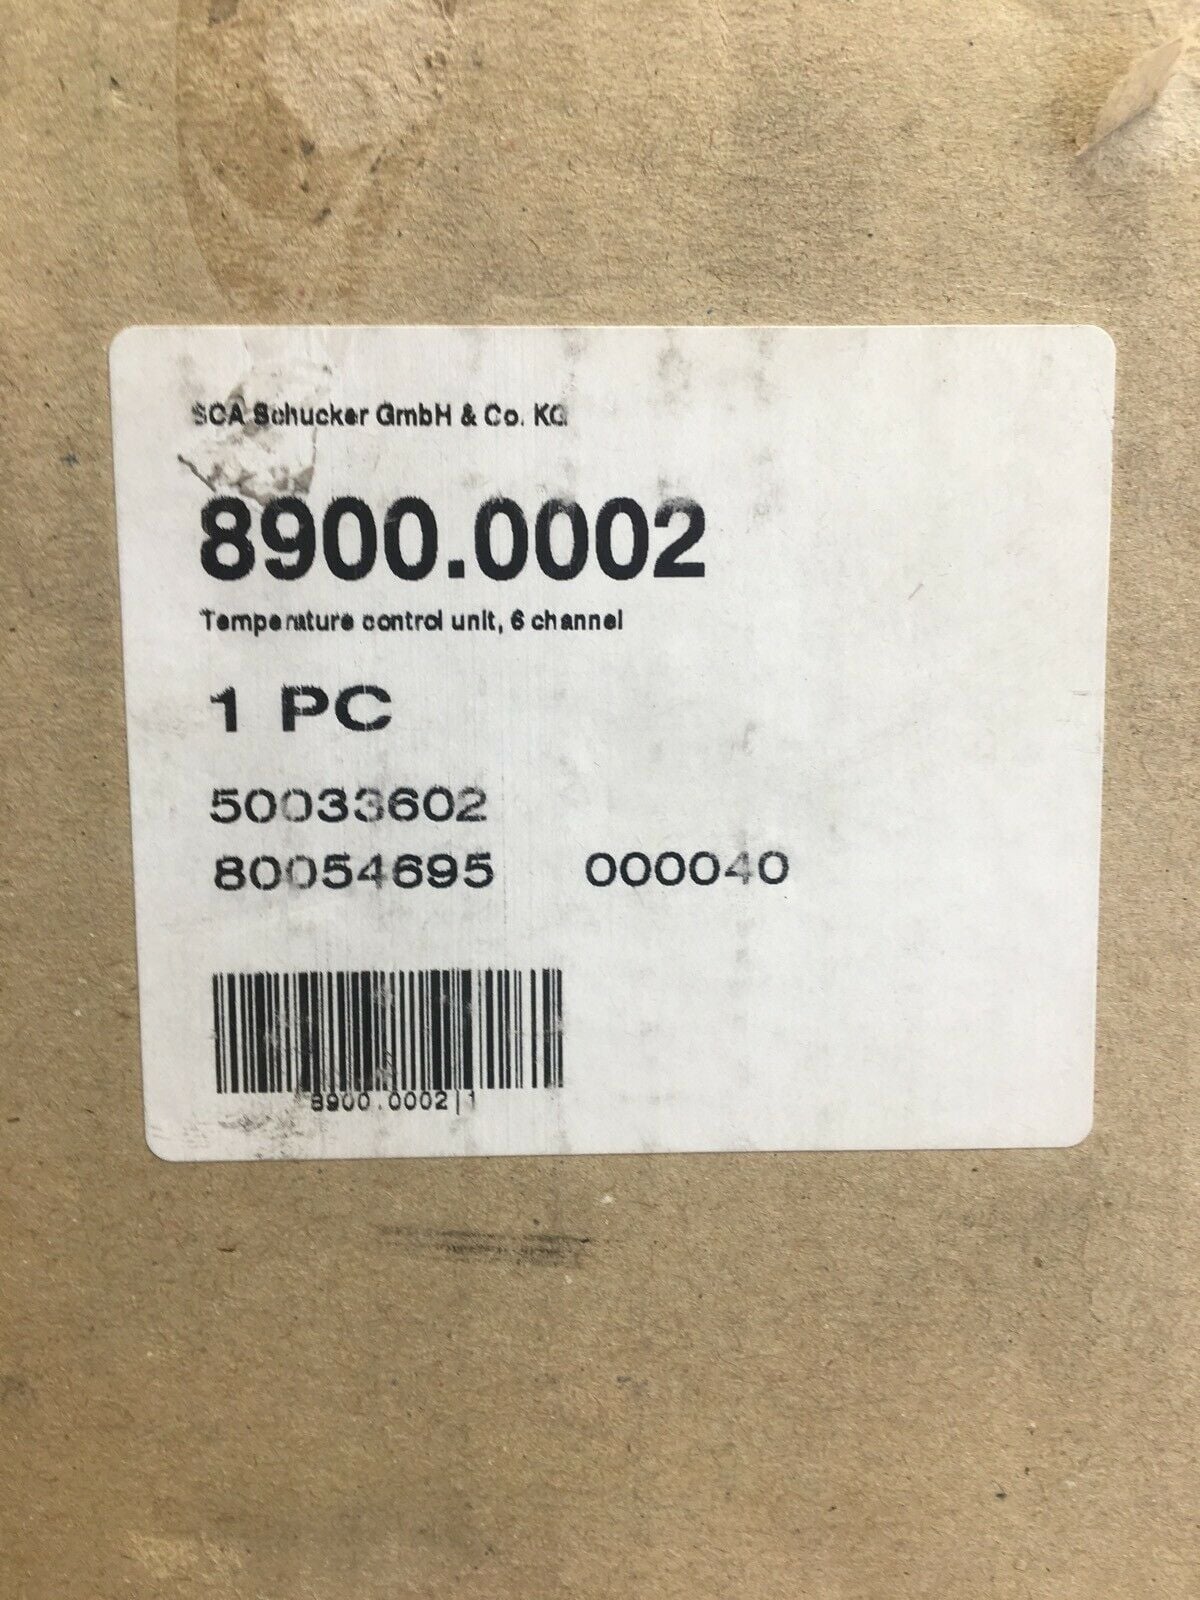 SCA Schucker GmbH & Co. KG
8900.0002
Temperature control unit, 6 channel
1 PC
50033602
80054695 000040
8900.0002|1